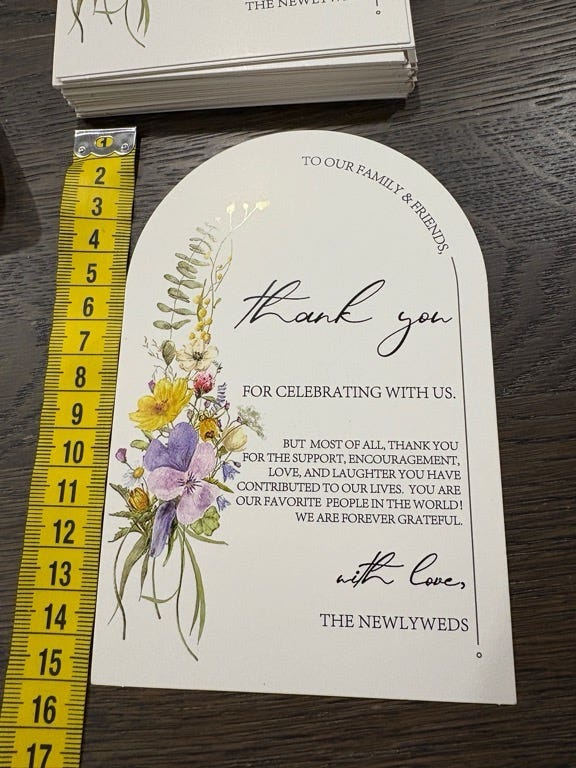 THE NEWLYWEDS
TO OUR FAMILY & FRIENDS,
thank you
FOR CELEBRATING WITH US.
BUT MOST OF ALL, THANK YOU
FOR THE SUPPORT, ENCOURAGEMENT,
LOVE, AND LAUGHTER YOU HAVE
CONTRIBUTED TO OUR LIVES. YOU ARE
OUR FAVORITE PEOPLE IN THE WORLD!
WE ARE FOREVER GRATEFUL.
with love,
THE NEWLYWEDS
1
2
3
4
5
6
7
8
9
10
11
12
13
14
15
16
17